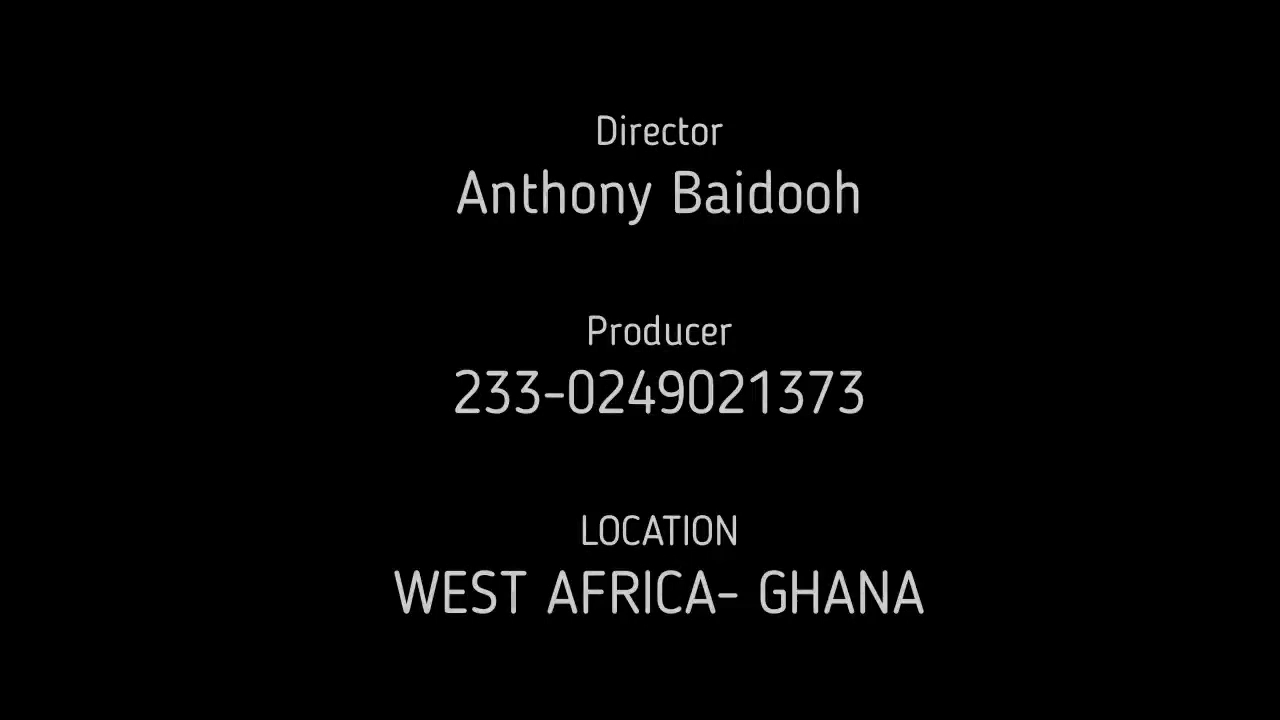 Director
Anthony Baidooh
Producer
233-0249021373
LOCATION
WEST AFRICA- GHANA